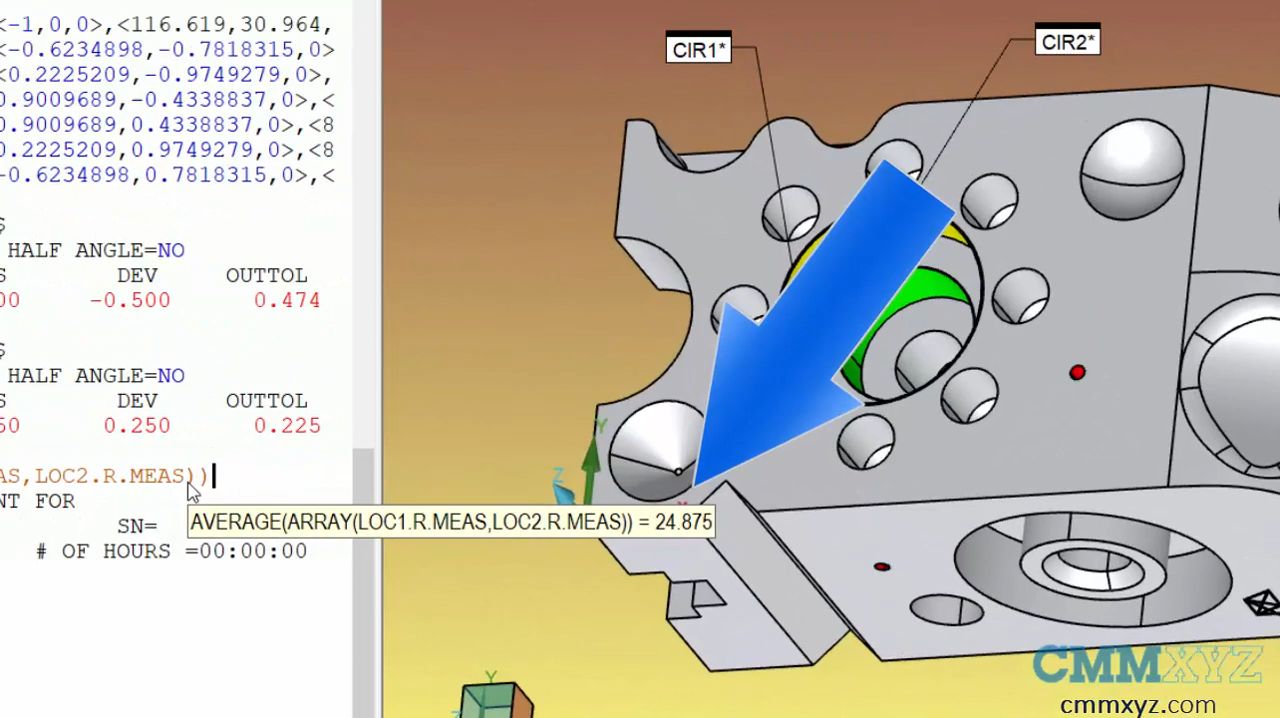 <-1,0,0>,<116.619,30.964,
<-0.6234898,-0.7818315,0>
<0.2225209,-0.9749279,0>,
0.9009689,-0.4338837,0>,<
0.9009689,0.4338837,0>,<8
0.2225209,0.9749279,0>,<8
-0.6234898,0.7818315,0>,<
HALF ANGLE=NO
DEV OUTTOL
00 -0.500 0.474
HALF ANGLE=NO
DEV OUTTOL
50 0.250 0.225
AS,LOC2.R.MEAS))
NT FOR
SN=
# OF HOURS =00:00:00
AVERAGE(ARRAY(LOC1.R.MEAS,LOC2.R.MEAS)) = 24.875
CIR1*
CIR2*
Y
Z
Y
CMMXYZ
cmmxyz.com